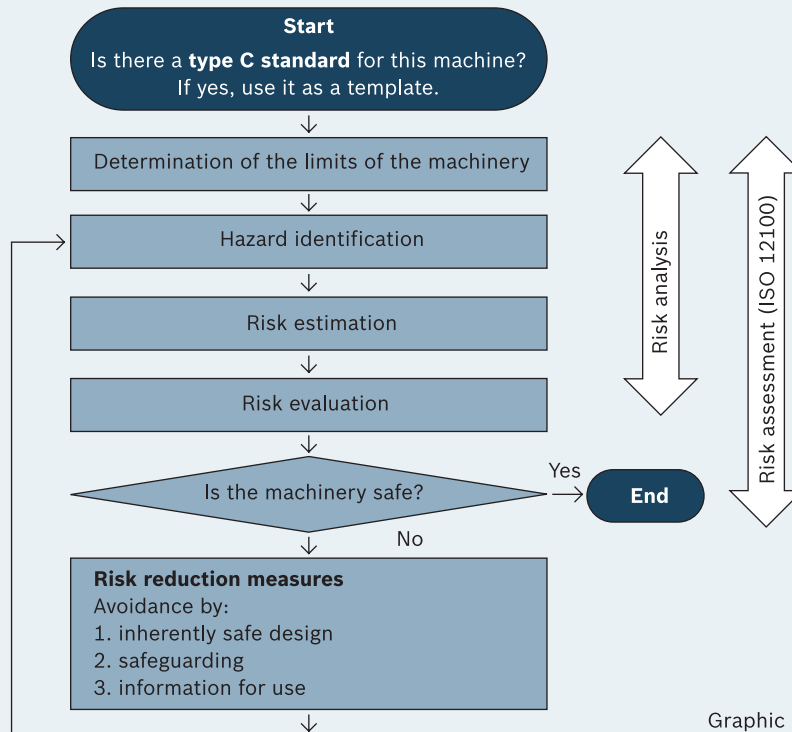 Start
Is there a type C standard for this machine?
If yes, use it as a template.
Determination of the limits of the machinery
Hazard identification
Risk estimation
Risk evaluation
Is the machinery safe?
Yes
End
No
Risk reduction measures
Avoidance by:
1. inherently safe design
2. safeguarding
3. information for use
Risk analysis
Risk assessment (ISO 12100)
Graphic